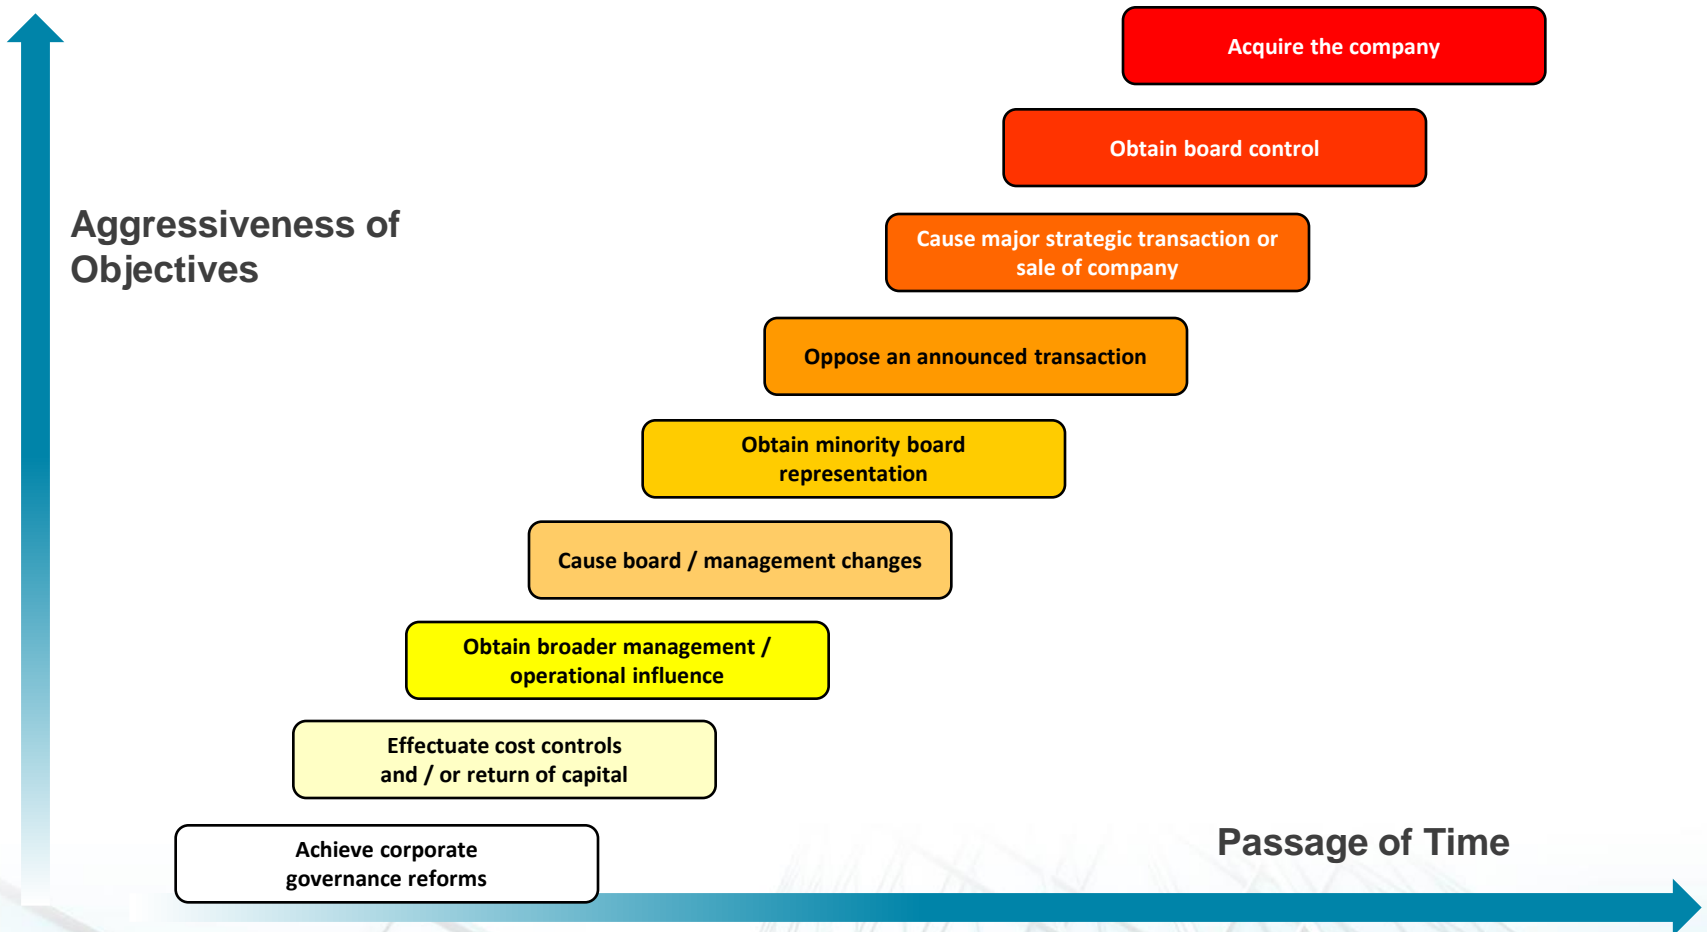 Acquire the company
Obtain board control
Aggressiveness of
Objectives
Cause major strategic transaction or
sale of company
Oppose an announced transaction
Obtain minority board
representation
Cause board / management changes
Obtain broader management /
operational influence
Effectuate cost controls
and / or return of capital
Passage of Time
Achieve corporate
governance reforms